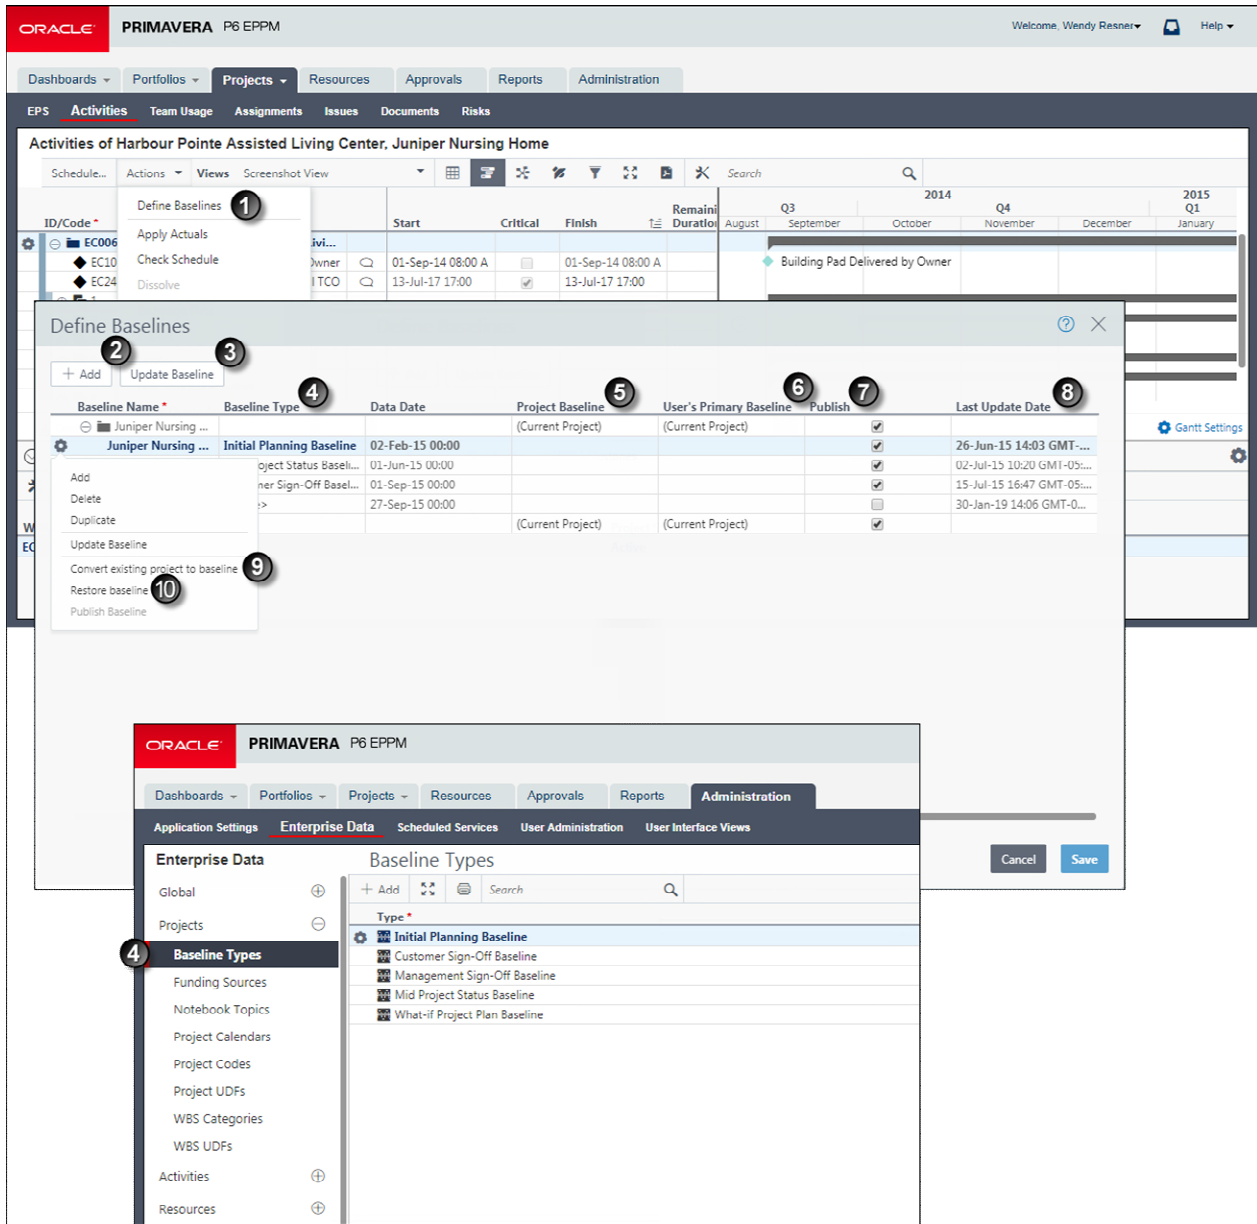 ORACLE PRIMAVERA P6 EPPM Welcome, Wendy Resner Help
Dashboards Portfolios Projects Resources Approvals Reports Administration
EPS Activities Team Usage Assignments Issues Documents Risks
Activities of Harbour Pointe Assisted Living Center, Juniper Nursing Home
Schedule... Actions Views Screenshot View Search
Define Baselines 1
Apply Actuals
Check Schedule
Dissolve
2014 2015
Q3 Q4 Q1
ID/Code * Start Critical Finish Remaini Duration August September October November December January
EC006 Livi...
EC10 Owner 01-Sep-14 08:00 A 01-Sep-14 08:00 A Building Pad Delivered by Owner
EC24 l TCO 13-Jul-17 17:00 13-Jul-17 17:00
1
Gantt Settings
W
EC
Define Baselines
2 3
Add Update Baseline
4 5 6 7 8
Baseline Name * Baseline Type Data Date Project Baseline User's Primary Baseline Publish Last Update Date
Juniper Nursing ... (Current Project) (Current Project)
Juniper Nursing ... Initial Planning Baseline 02-Feb-15 00:00 26-Jun-15 14:03 GMT-...
oject Status Baseli... 01-Jun-15 00:00 02-Jul-15 10:20 GMT-05:...
ner Sign-Off Basel... 01-Sep-15 00:00 15-Jul-15 16:47 GMT-05:...
e> 27-Sep-15 00:00 30-Jan-19 14:06 GMT-0...
(Current Project) (Current Project)
Add
Delete
Duplicate
Update Baseline
Convert existing project to baseline 9
Restore baseline 10
Publish Baseline
Cancel Save
ORACLE PRIMAVERA P6 EPPM
Dashboards Portfolios Projects Resources Approvals Reports Administration
Application Settings Enterprise Data Scheduled Services User Administration User Interface Views
Enterprise Data
Global
Projects
4 Baseline Types
Funding Sources
Notebook Topics
Project Calendars
Project Codes
Project UDFs
WBS Categories
WBS UDFs
Activities
Resources
Baseline Types
Add Search
Type *
Initial Planning Baseline
Customer Sign-Off Baseline
Management Sign-Off Baseline
Mid Project Status Baseline
What-if Project Plan Baseline